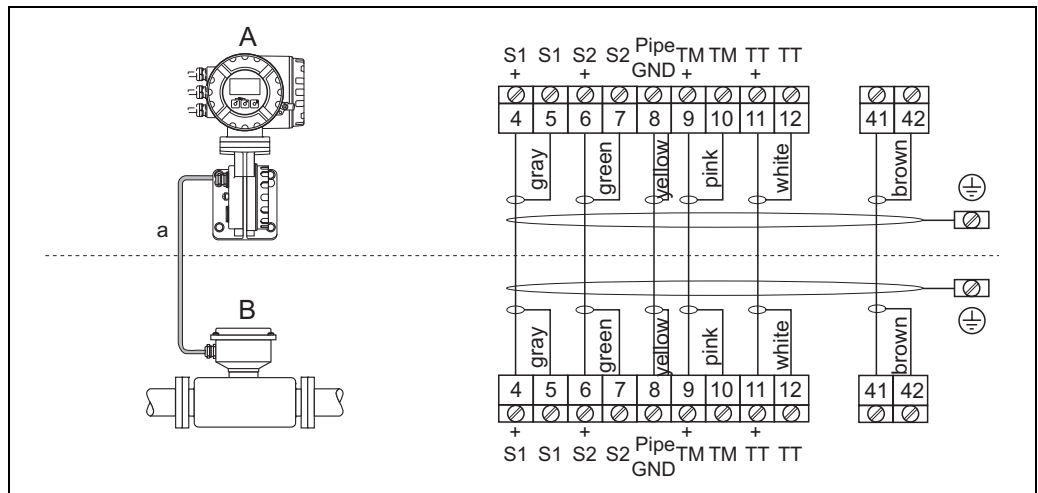 A
a
B
S1 S1 S2 S2 Pipe GND TM TM TT TT
+ + + +
4 5 6 7 8 9 10 11 12 41 42
gray green yellow pink white brown
gray green yellow pink white brown
4 5 6 7 8 9 10 11 12 41 42
+ + + +
S1 S1 S2 S2 Pipe GND TM TM TT TT